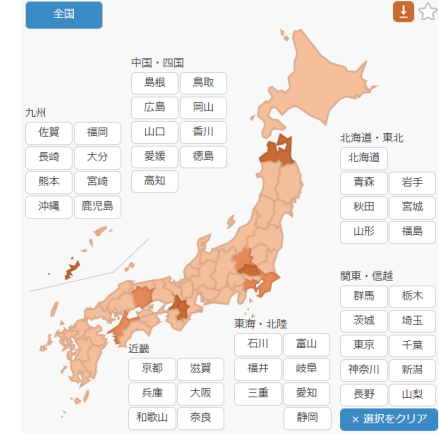 全国
中国・四国
島根 鳥取
広島 岡山
山口 香川
愛媛 徳島
高知
九州
佐賀 福岡
長崎 大分
熊本 宮崎
沖縄 鹿児島
北海道・東北
北海道
青森 岩手
秋田 宮城
山形 福島
関東・信越
群馬 栃木
茨城 埼玉
東京 千葉
神奈川 新潟
長野 山梨
東海・北陸
石川 富山
福井 岐阜
三重 愛知
静岡
近畿
京都 滋賀
兵庫 大阪
和歌山 奈良
× 選択をクリア